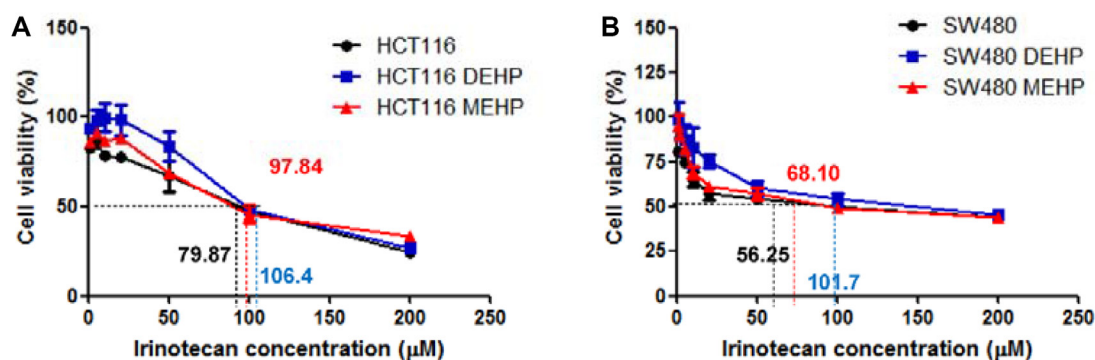 A
Cell viability (%)
150
100
50
0
HCT116
HCT116 DEHP
HCT116 MEHP
97.84
79.87
106.4
0 50 100 150 200 250
Irinotecan concentration (μM)
B
Cell viability (%)
150
125
100
75
50
25
0
SW480
SW480 DEHP
SW480 MEHP
68.10
56.25
101.7
0 50 100 150 200 250
Irinotecan concentration (μM)